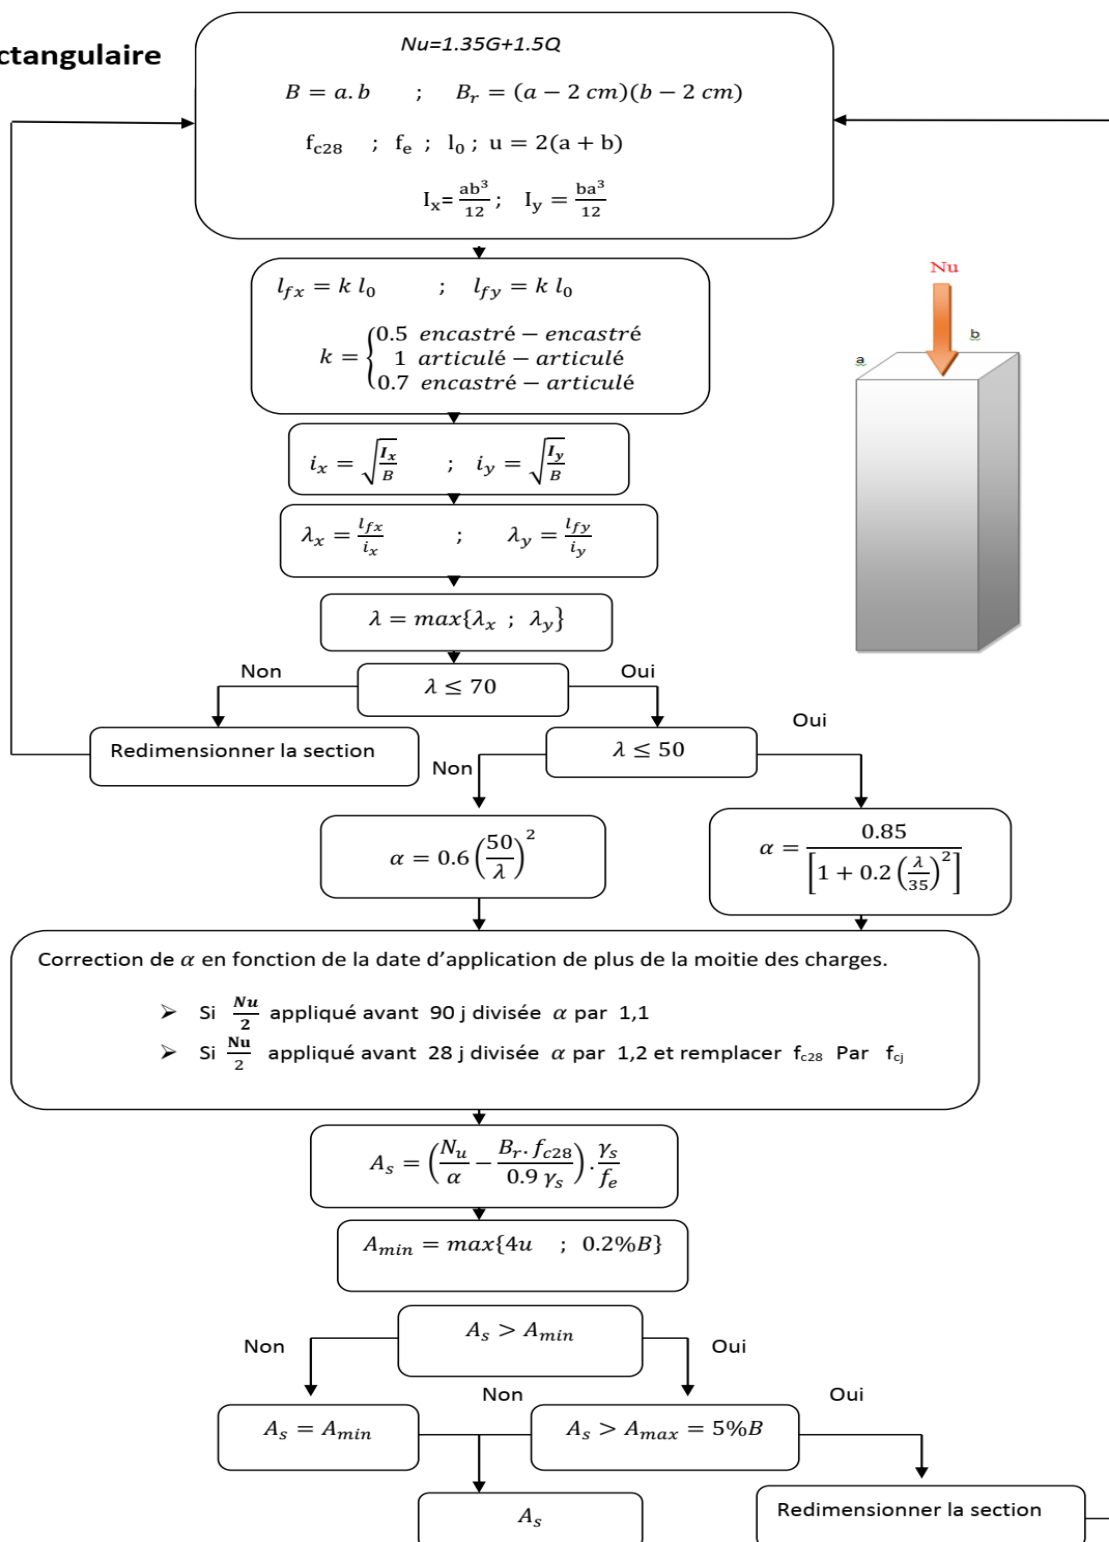 ctangulaire
Nu=1.35G+1.5Q
B = a.b ; B_r = (a − 2 cm)(b − 2 cm)
f_c28 ; f_e ; l_0 ; u = 2(a + b)
I_x= ab³/12 ; I_y = ba³/12
l_fx = k l_0 ; l_fy = k l_0
k = { 0.5 encastré − encastré
1 articulé − articulé
0.7 encastré − articulé
Nu
a
b
i_x = √(I_x/B) ; i_y = √(I_y/B)
λ_x = l_fx/i_x ; λ_y = l_fy/i_y
λ = max{λ_x ; λ_y}
Non
λ ≤ 70
Oui
Redimensionner la section
Non
λ ≤ 50
Oui
α = 0.6 (50/λ)²
α = 0.85/[1 + 0.2 (λ/35)²]
Correction de α en fonction de la date d’application de plus de la moitie des charges.
➢ Si Nu/2 appliqué avant 90 j divisée α par 1,1
➢ Si Nu/2 appliqué avant 28 j divisée α par 1,2 et remplacer f_c28 Par f_cj
A_s = (N_u/α − B_r.f_c28/0.9 γ_s).γ_s/f_e
A_min = max{4u ; 0.2%B}
Non
A_s > A_min
Oui
A_s = A_min
Non
A_s > A_max = 5%B
Oui
A_s
Redimensionner la section